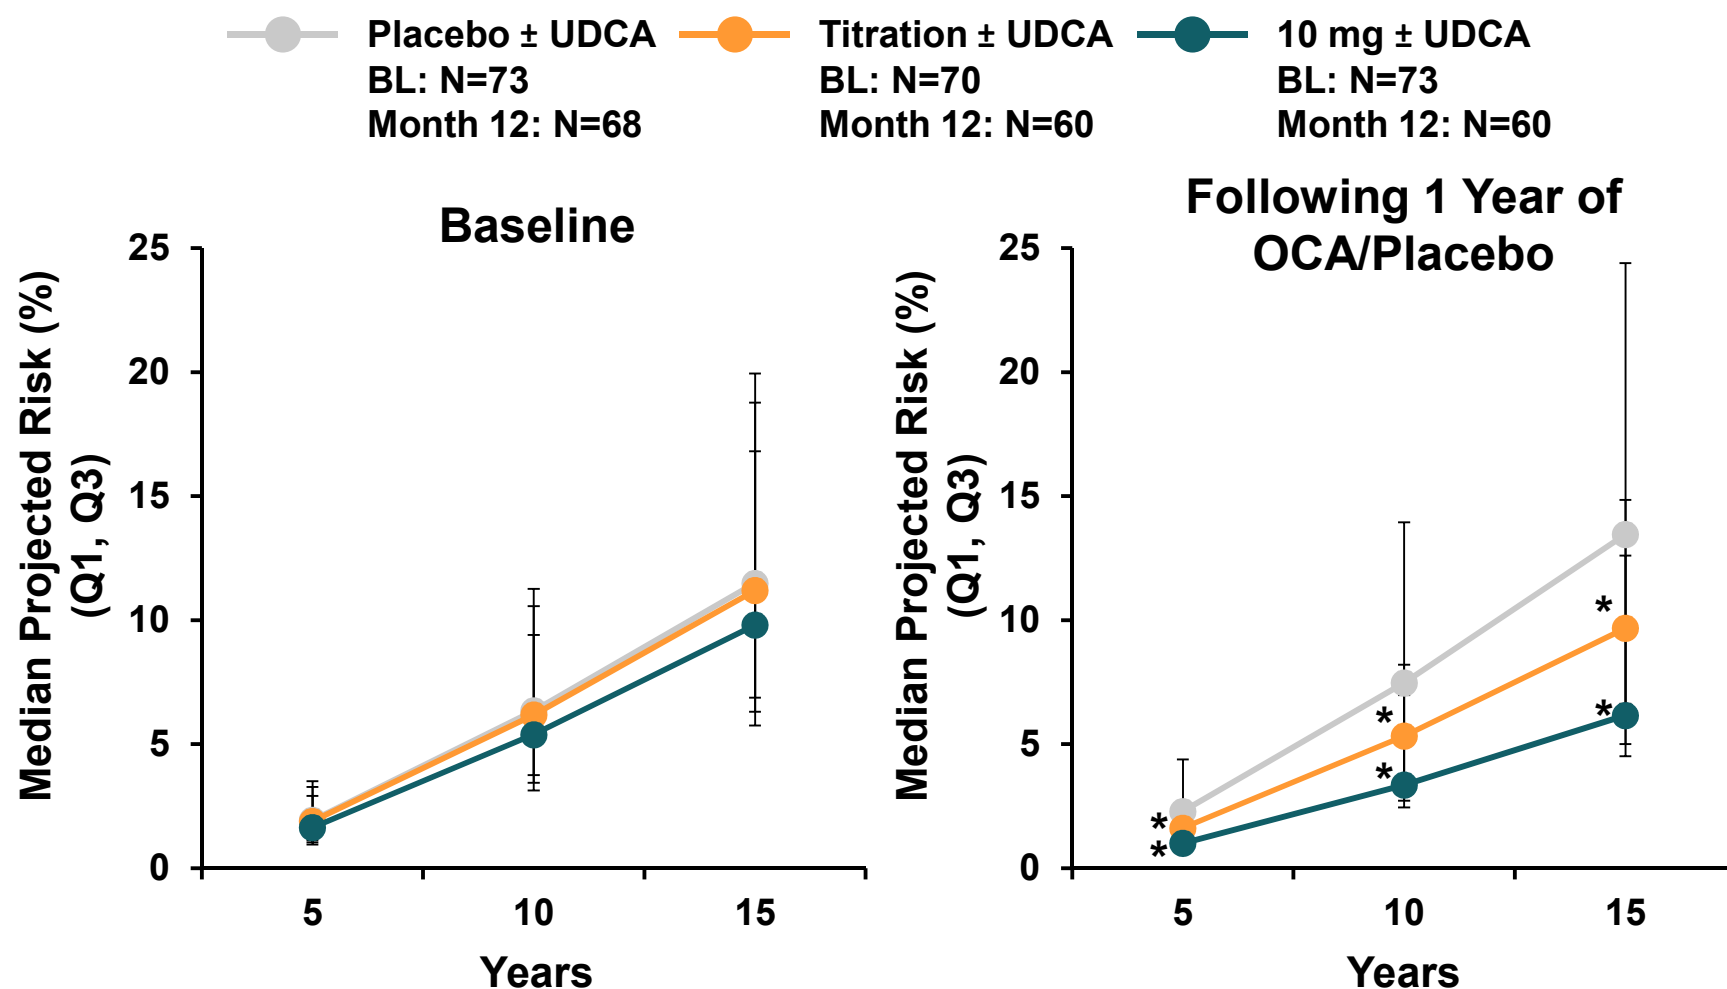 Placebo ± UDCA
BL: N=73
Month 12: N=68
Titration ± UDCA
BL: N=70
Month 12: N=60
10 mg ± UDCA
BL: N=73
Month 12: N=60
Baseline
Median Projected Risk (%)
(Q1, Q3)
25
20
15
10
5
0
5
10
15
Years
Following 1 Year of
OCA/Placebo
Median Projected Risk (%)
(Q1, Q3)
25
20
15
10
5
0
*
*
*
*
*
*
5
10
15
Years